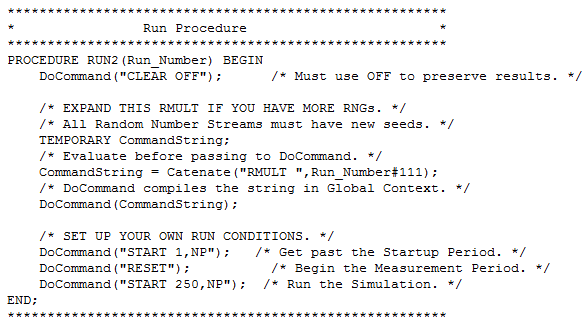 *******************************************************
* Run Procedure *
*******************************************************
PROCEDURE RUN2(Run_Number) BEGIN
DoCommand("CLEAR OFF"); /* Must use OFF to preserve results. */
/* EXPAND THIS RMULT IF YOU HAVE MORE RNGs. */
/* All Random Number Streams must have new seeds. */
TEMPORARY CommandString;
/* Evaluate before passing to DoCommand. */
CommandString = Catenate("RMULT ",Run_Number#111);
/* DoCommand compiles the string in Global Context. */
DoCommand(CommandString);
/* SET UP YOUR OWN RUN CONDITIONS. */
DoCommand("START 1,NP"); /* Get past the Startup Period. */
DoCommand("RESET"); /* Begin the Measurement Period. */
DoCommand("START 250,NP"); /* Run the Simulation. */
END;
*******************************************************